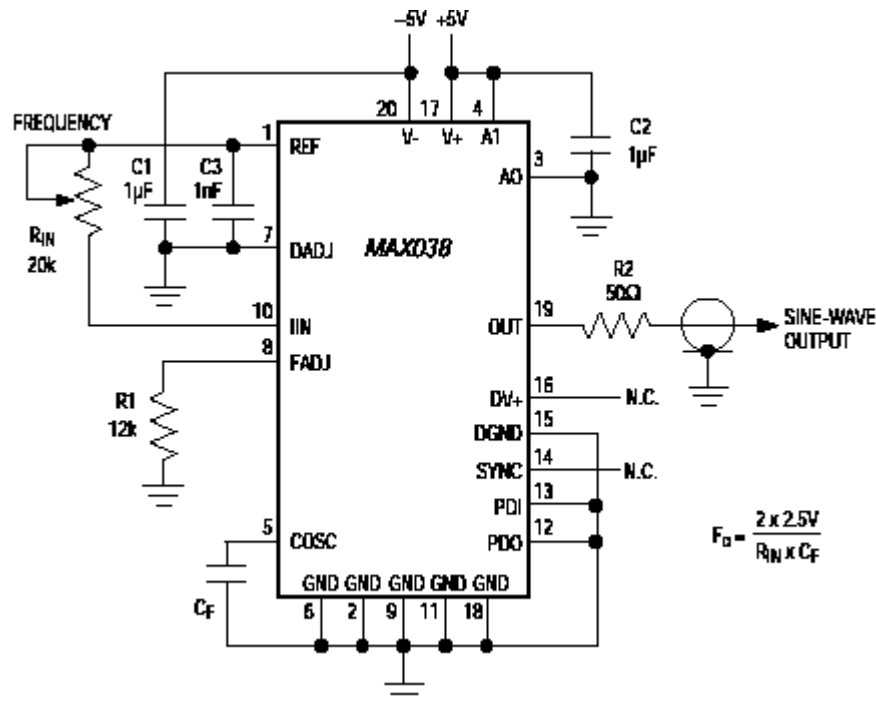 –5V +5V
20 17 4
V- V+ A1
FREQUENCY
1
REF
C1
1µF
C3
1nF
C2
1µF
3
A0
RIN
20k
7
DADJ
MAX038
R2
50Ω
10
IIN
19
OUT
SINE-WAVE
OUTPUT
8
FADJ
R1
12k
16
DV+
N.C.
15
DGND
14
SYNC
N.C.
13
PDI
12
PDO
5
COSC
CF
GND GND GND GND GND
6 2 9 11 18
Fo = 2 x 2.5V
RIN x CF